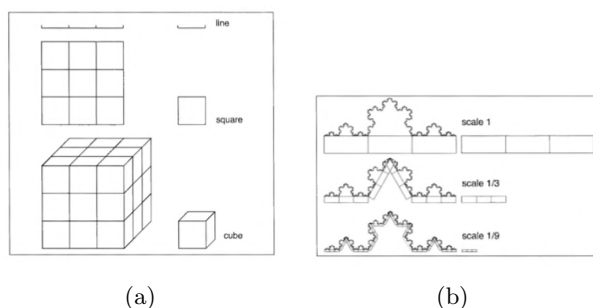 line
square
cube
scale 1
scale 1/3
scale 1/9
(a)
(b)